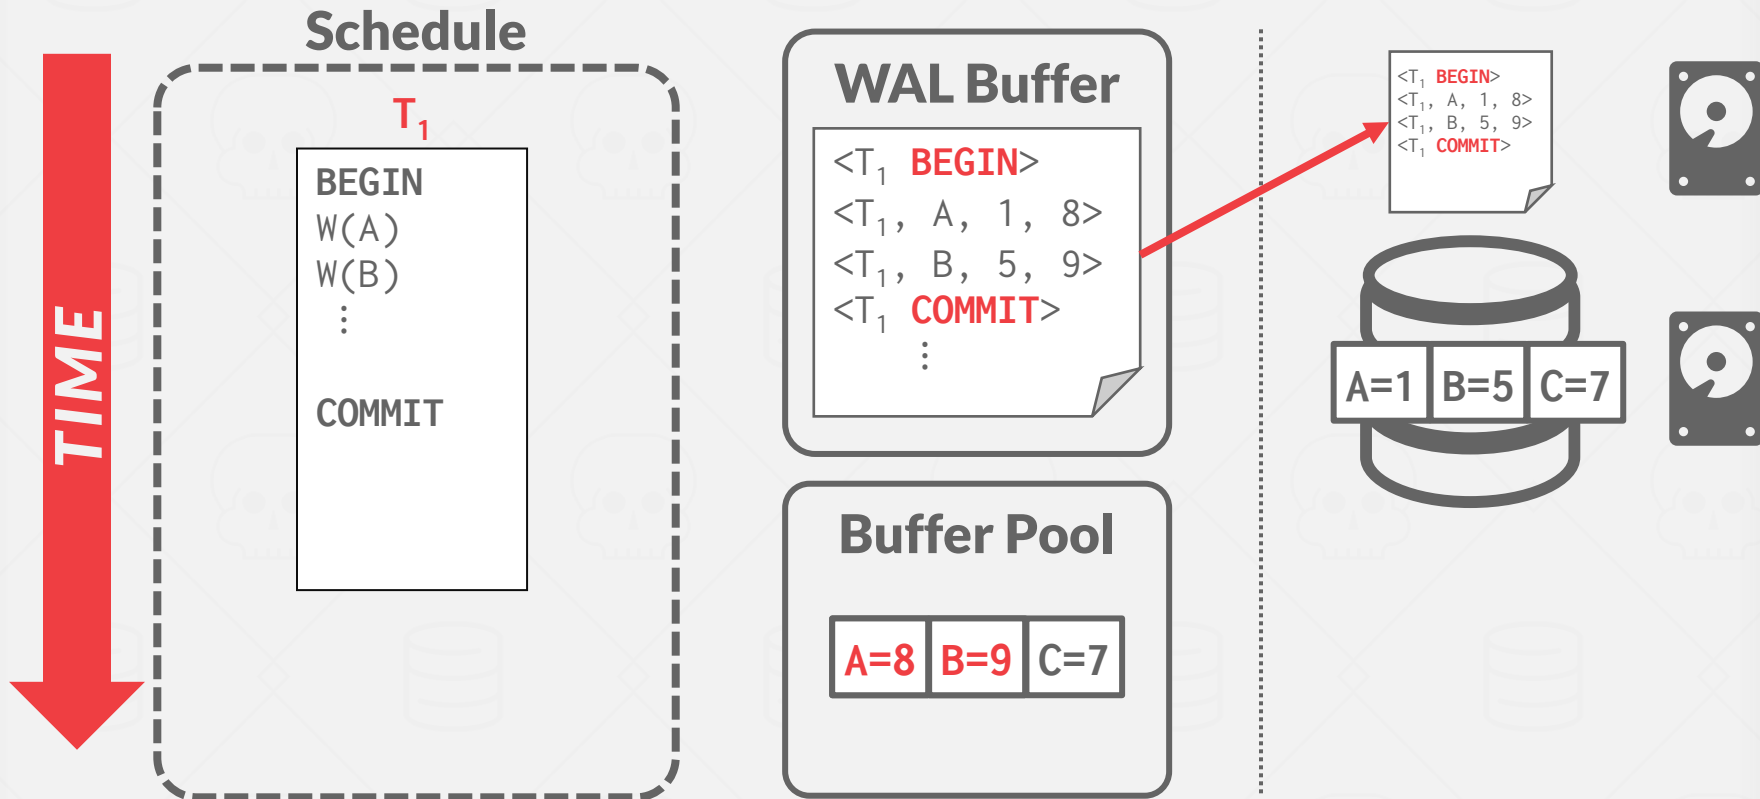 Schedule
TIME
T₁
BEGIN
W(A)
W(B)
⋮
COMMIT
WAL Buffer
<T₁ BEGIN>
<T₁, A, 1, 8>
<T₁, B, 5, 9>
<T₁ COMMIT>
⋮
Buffer Pool
A=8 B=9 C=7
<T₁ BEGIN>
<T₁, A, 1, 8>
<T₁, B, 5, 9>
<T₁ COMMIT>
A=1 B=5 C=7